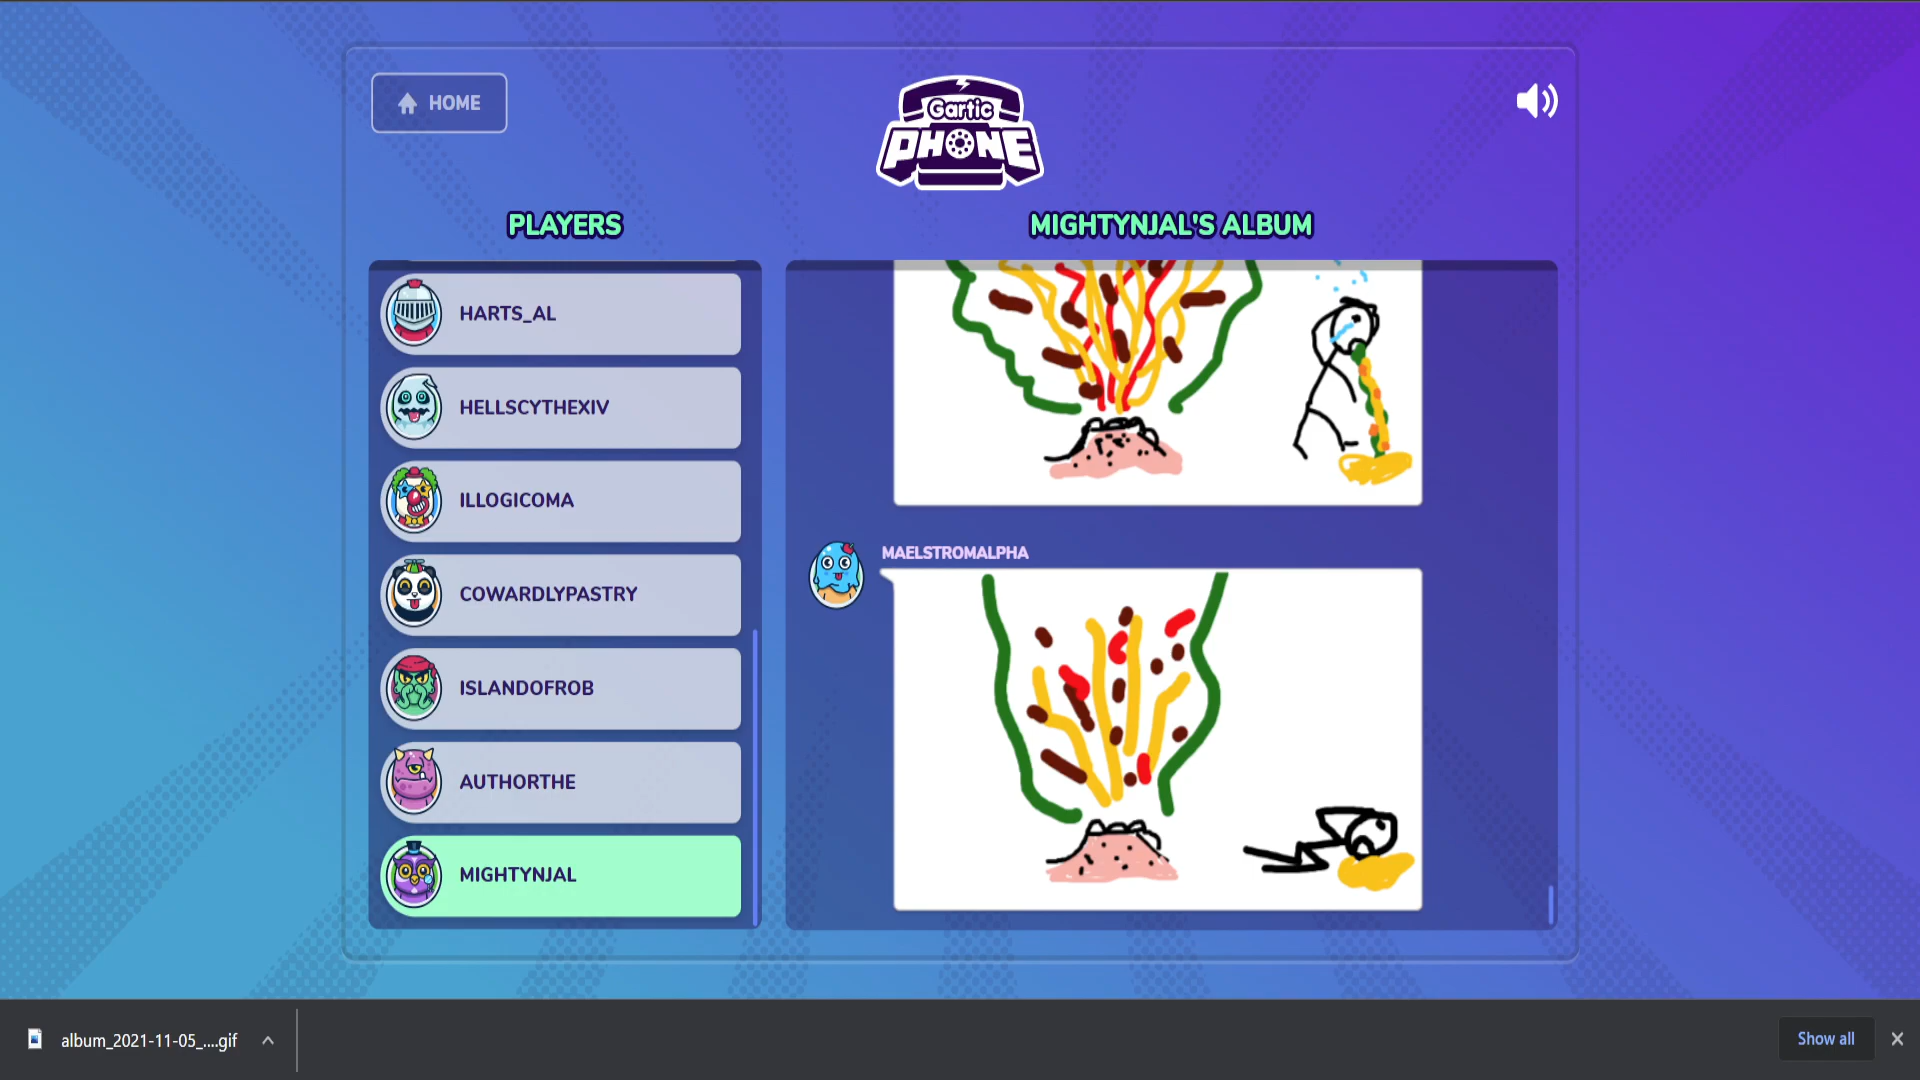 HOME
Gartic
PHONE
PLAYERS
MIGHTYNJAL'S ALBUM
HARTS_AL
HELLSCYTHEXIV
ILLOGICOMA
COWARDLYPASTRY
ISLANDOFROB
AUTHORTHE
MIGHTYNJAL
MAELSTROMALPHA
album_2021-11-05_....gif
Show all